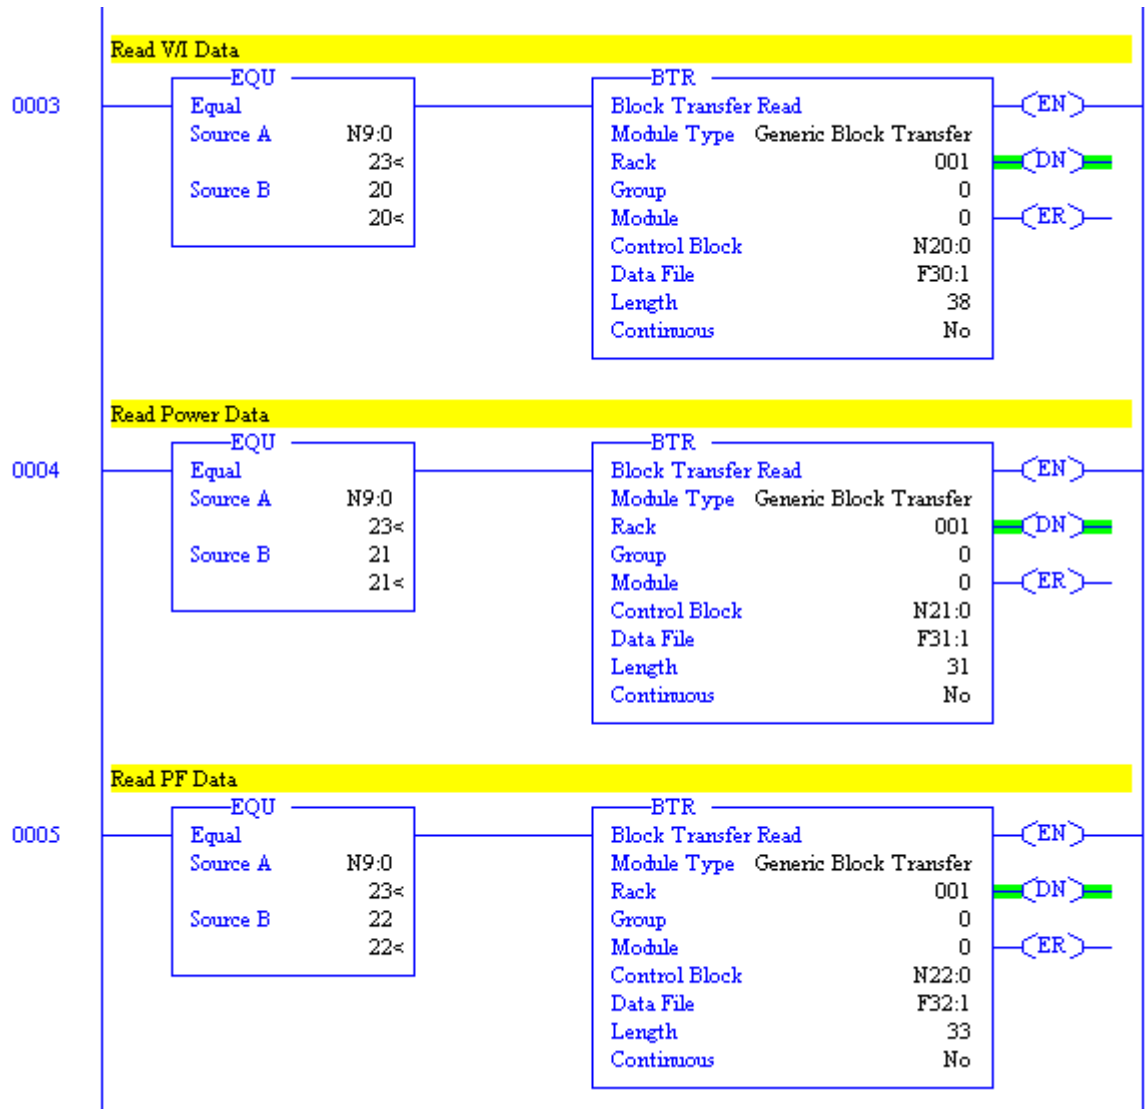 Read V/I Data
EQU BTR
0003 Equal Block Transfer Read EN
Source A N9:0 Module Type Generic Block Transfer
23< Rack 001 DN
Source B 20 Group 0
20< Module 0 ER
Control Block N20:0
Data File F30:1
Length 38
Continuous No
Read Power Data
EQU BTR
0004 Equal Block Transfer Read EN
Source A N9:0 Module Type Generic Block Transfer
23< Rack 001 DN
Source B 21 Group 0
21< Module 0 ER
Control Block N21:0
Data File F31:1
Length 31
Continuous No
Read PF Data
EQU BTR
0005 Equal Block Transfer Read EN
Source A N9:0 Module Type Generic Block Transfer
23< Rack 001 DN
Source B 22 Group 0
22< Module 0 ER
Control Block N22:0
Data File F32:1
Length 33
Continuous No